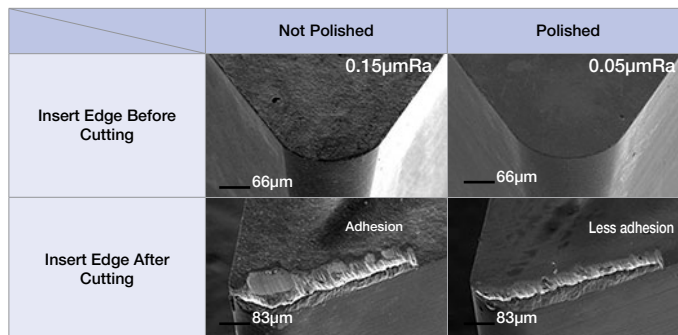 Not Polished
Polished
Insert Edge Before
Cutting
0.15μmRa
66μm
0.05μmRa
66μm
Insert Edge After
Cutting
Adhesion
83μm
Less adhesion
83μm